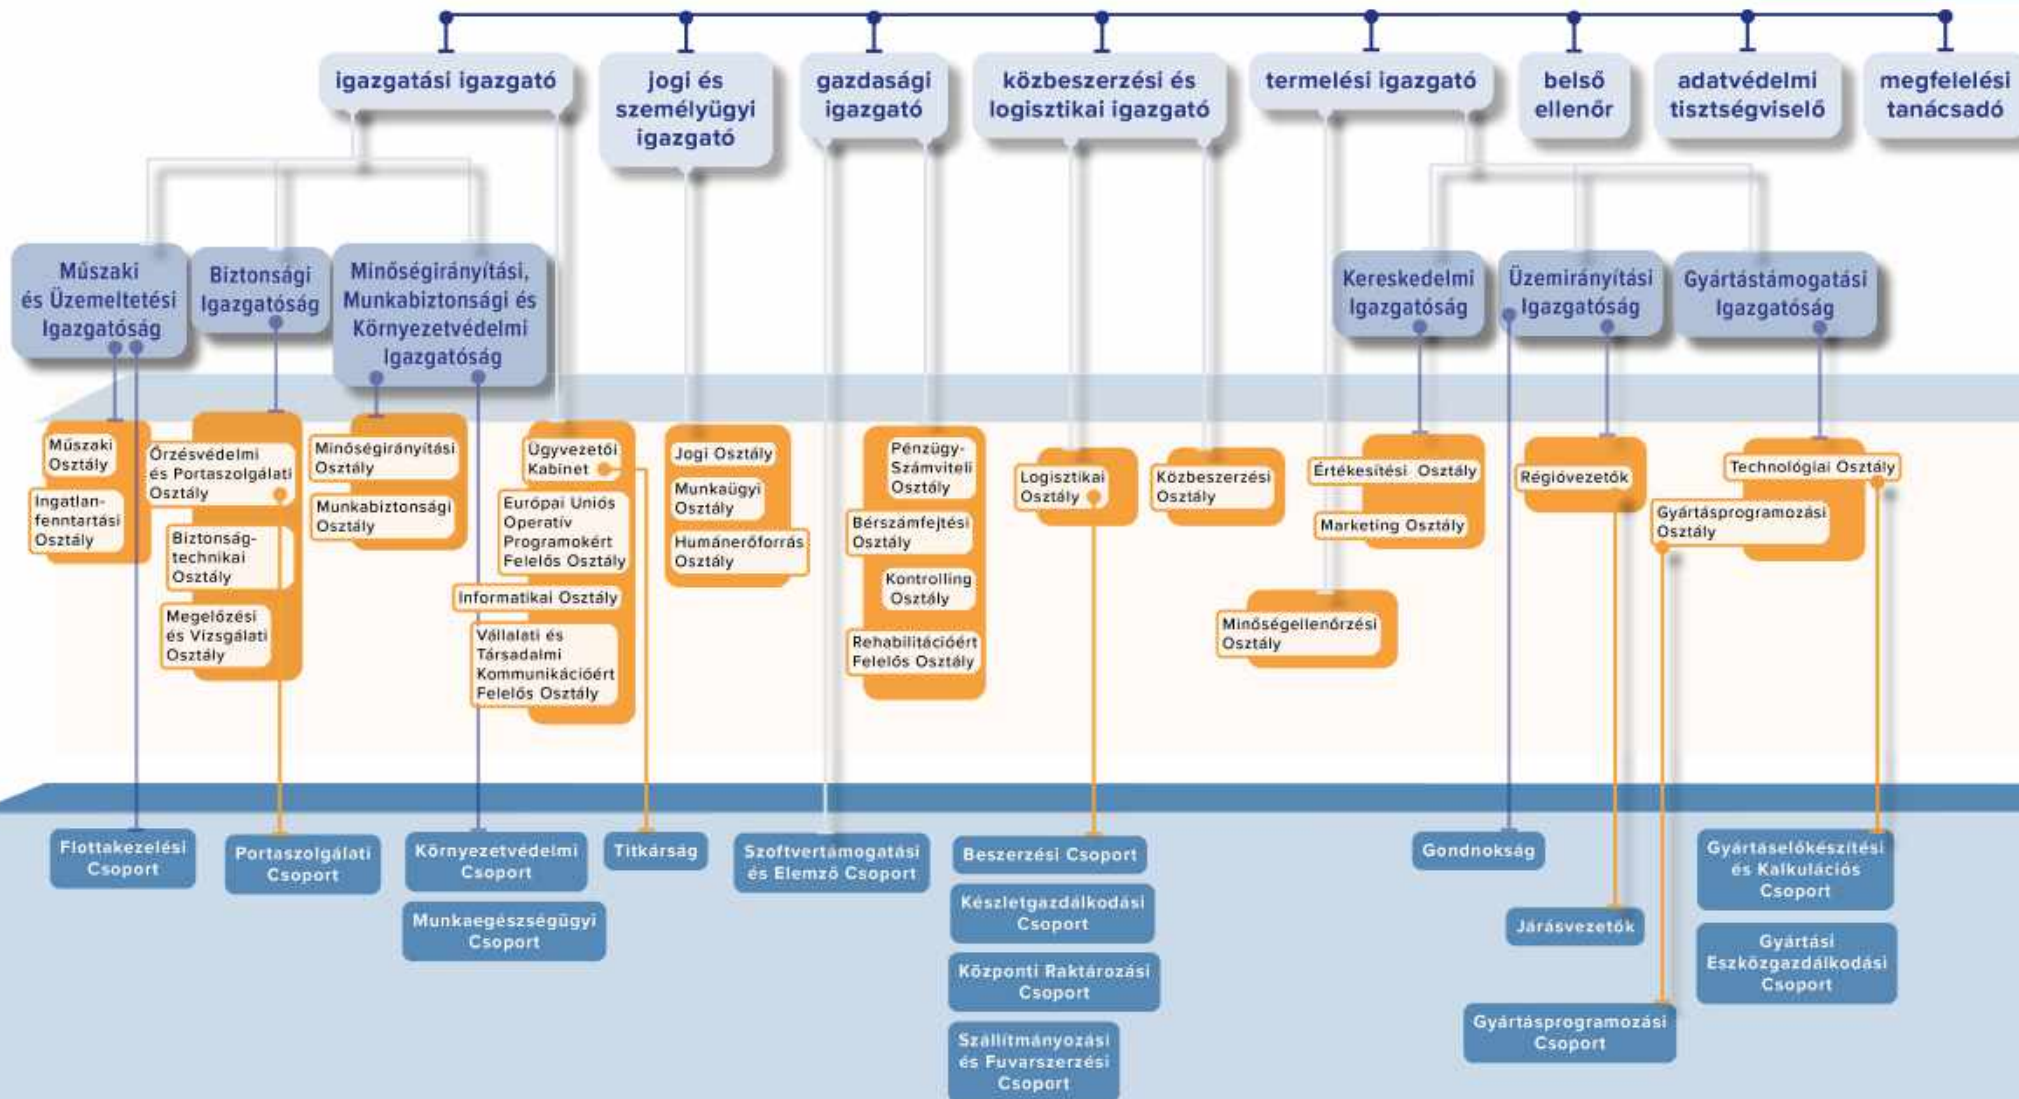 igazgatási igazgató
jogi és
személyügyi
igazgató
gazdasági
igazgató
közbeszerzési és
logisztikai igazgató
termelési igazgató
belső
ellenőr
adatvédelmi
tisztségviselő
megfelelési
tanácsadó
Műszaki
és Üzemeltetési
Igazgatóság
Biztonsági
Igazgatóság
Minőségirányítási,
Munkabiztonsági és
Környezetvédelmi
Igazgatóság
Kereskedelmi
Igazgatóság
Üzemirányítási
Igazgatóság
Gyártástámogatási
Igazgatóság
Műszaki
Osztály
Ingatlan-
fenntartási
Osztály
Őrzésvédelmi
és Portaszolgálati
Osztály
Biztonság-
technikai
Osztály
Megelőzési
és Vizsgálati
Osztály
Minőségirányítási
Osztály
Munkabiztonsági
Osztály
Ügyvezetői
Kabinet
Európai Uniós
Operatív
Programokért
Felelős Osztály
Informatikai Osztály
Vállalati és
Társadalmi
Kommunikációért
Felelős Osztály
Jogi Osztály
Munkaügyi
Osztály
Humánerőforrás
Osztály
Pénzügy-
Számviteli
Osztály
Bérszámfejtési
Osztály
Kontrolling
Osztály
Rehabilitációért
Felelős Osztály
Logisztikai
Osztály
Közbeszerzési
Osztály
Értékesítési Osztály
Marketing Osztály
Minőségellenőrzési
Osztály
Régióvezetők
Technológiai Osztály
Gyártásprogramozási
Osztály
Flottakezelési
Csoport
Portaszolgálati
Csoport
Környezetvédelmi
Csoport
Munkaegészségügyi
Csoport
Titkárság
Szoftvertámogatási
és Elemző Csoport
Beszerzési Csoport
Készletgazdálkodási
Csoport
Központi Raktározási
Csoport
Szállítmányozási
és Fuvarszerzési
Csoport
Gondnokság
Járásvezetők
Gyártásprogramozási
Csoport
Gyártáselőkészítési
és Kalkulációs
Csoport
Gyártási
Eszközgazdálkodási
Csoport